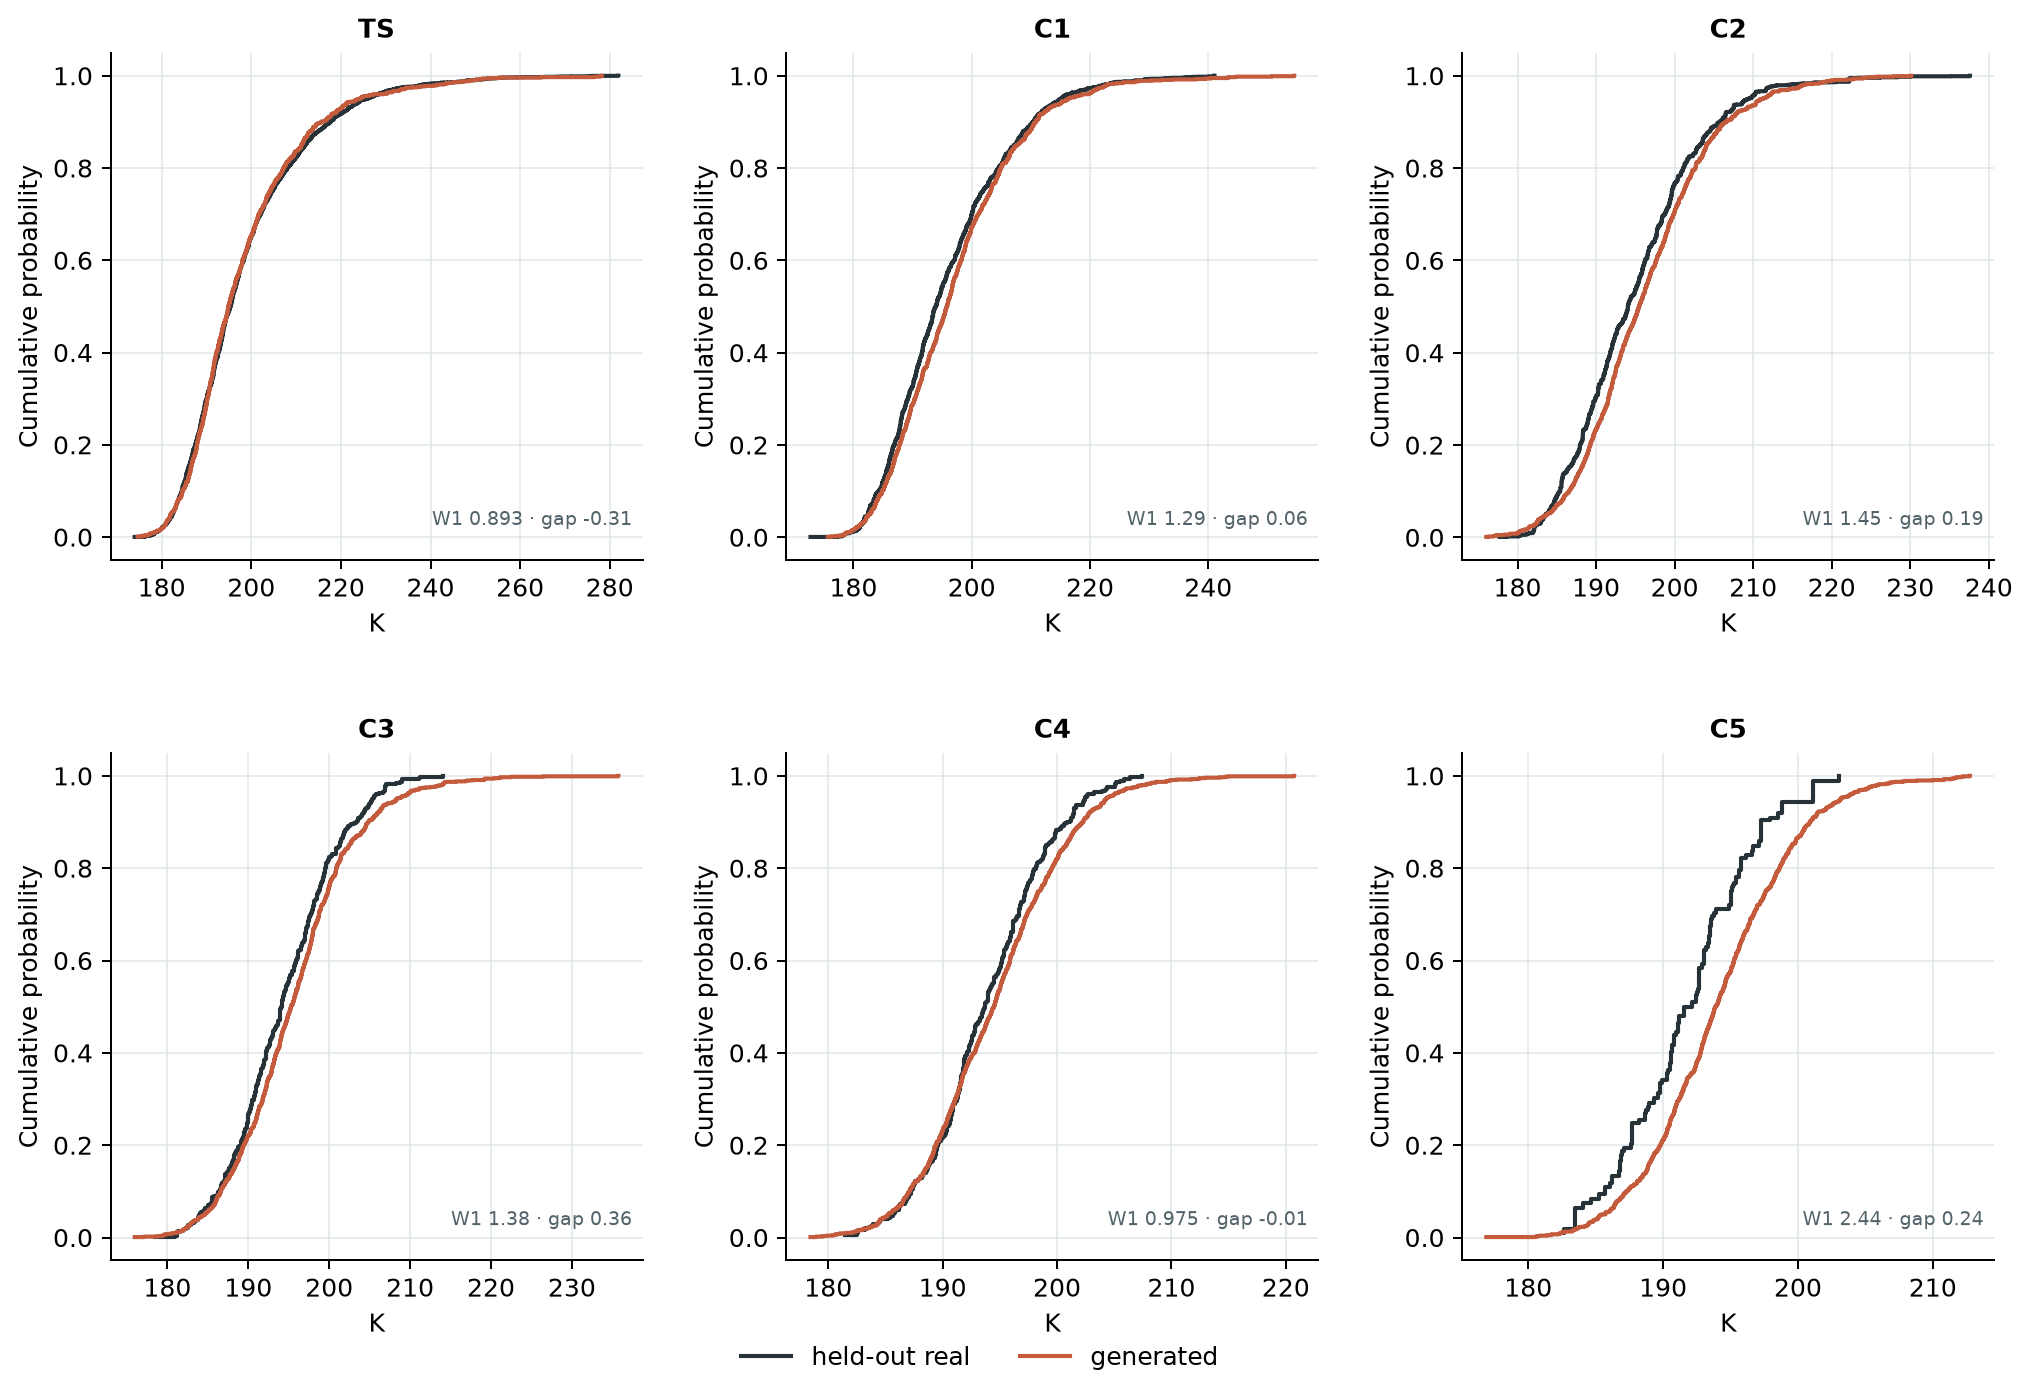 TS
C1
C2
Cumulative probability
1.0
0.8
0.6
0.4
0.2
0.0
W1 0.893 · gap -0.31
180 200 220 240 260 280
K
Cumulative probability
1.0
0.8
0.6
0.4
0.2
0.0
W1 1.29 · gap 0.06
180 200 220 240
K
Cumulative probability
1.0
0.8
0.6
0.4
0.2
0.0
W1 1.45 · gap 0.19
180 190 200 210 220 230 240
K
C3
C4
C5
Cumulative probability
1.0
0.8
0.6
0.4
0.2
0.0
W1 1.38 · gap 0.36
180 190 200 210 220 230
K
Cumulative probability
1.0
0.8
0.6
0.4
0.2
0.0
W1 0.975 · gap -0.01
180 190 200 210 220
K
Cumulative probability
1.0
0.8
0.6
0.4
0.2
0.0
W1 2.44 · gap 0.24
180 190 200 210
K
held-out real generated